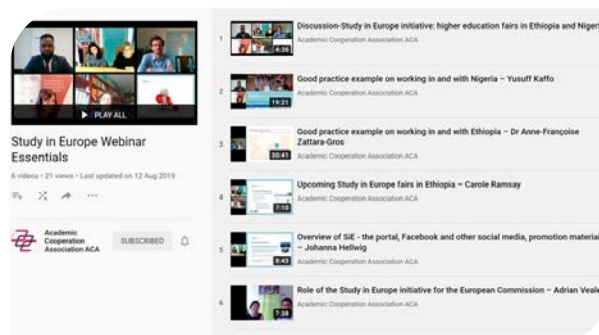 PLAY ALL
Study in Europe Webinar
Essentials
6 videos • 21 views • Last updated on 12 Aug 2019
Academic
Cooperation
Association ACA
SUBSCRIBED
1
4:36
Discussion-Study in Europe initiative: higher education fairs in Ethiopia and Nigeri
Academic Cooperation Association ACA
2
19:21
Good practice example on working in and with Nigeria – Yusuff Kaffo
Academic Cooperation Association ACA
3
30:41
Good practice example on working in and with Ethiopia – Dr Anne-Françoise
Zattara-Gros
Academic Cooperation Association ACA
4
7:10
Upcoming Study in Europe fairs in Ethiopia – Carole Ramsay
Academic Cooperation Association ACA
5
8:43
Overview of SiE - the portal, Facebook and other social media, promotion material
– Johanna Hellwig
Academic Cooperation Association ACA
6
7:58
Role of the Study in Europe initiative for the European Commission – Adrian Veale
Academic Cooperation Association ACA